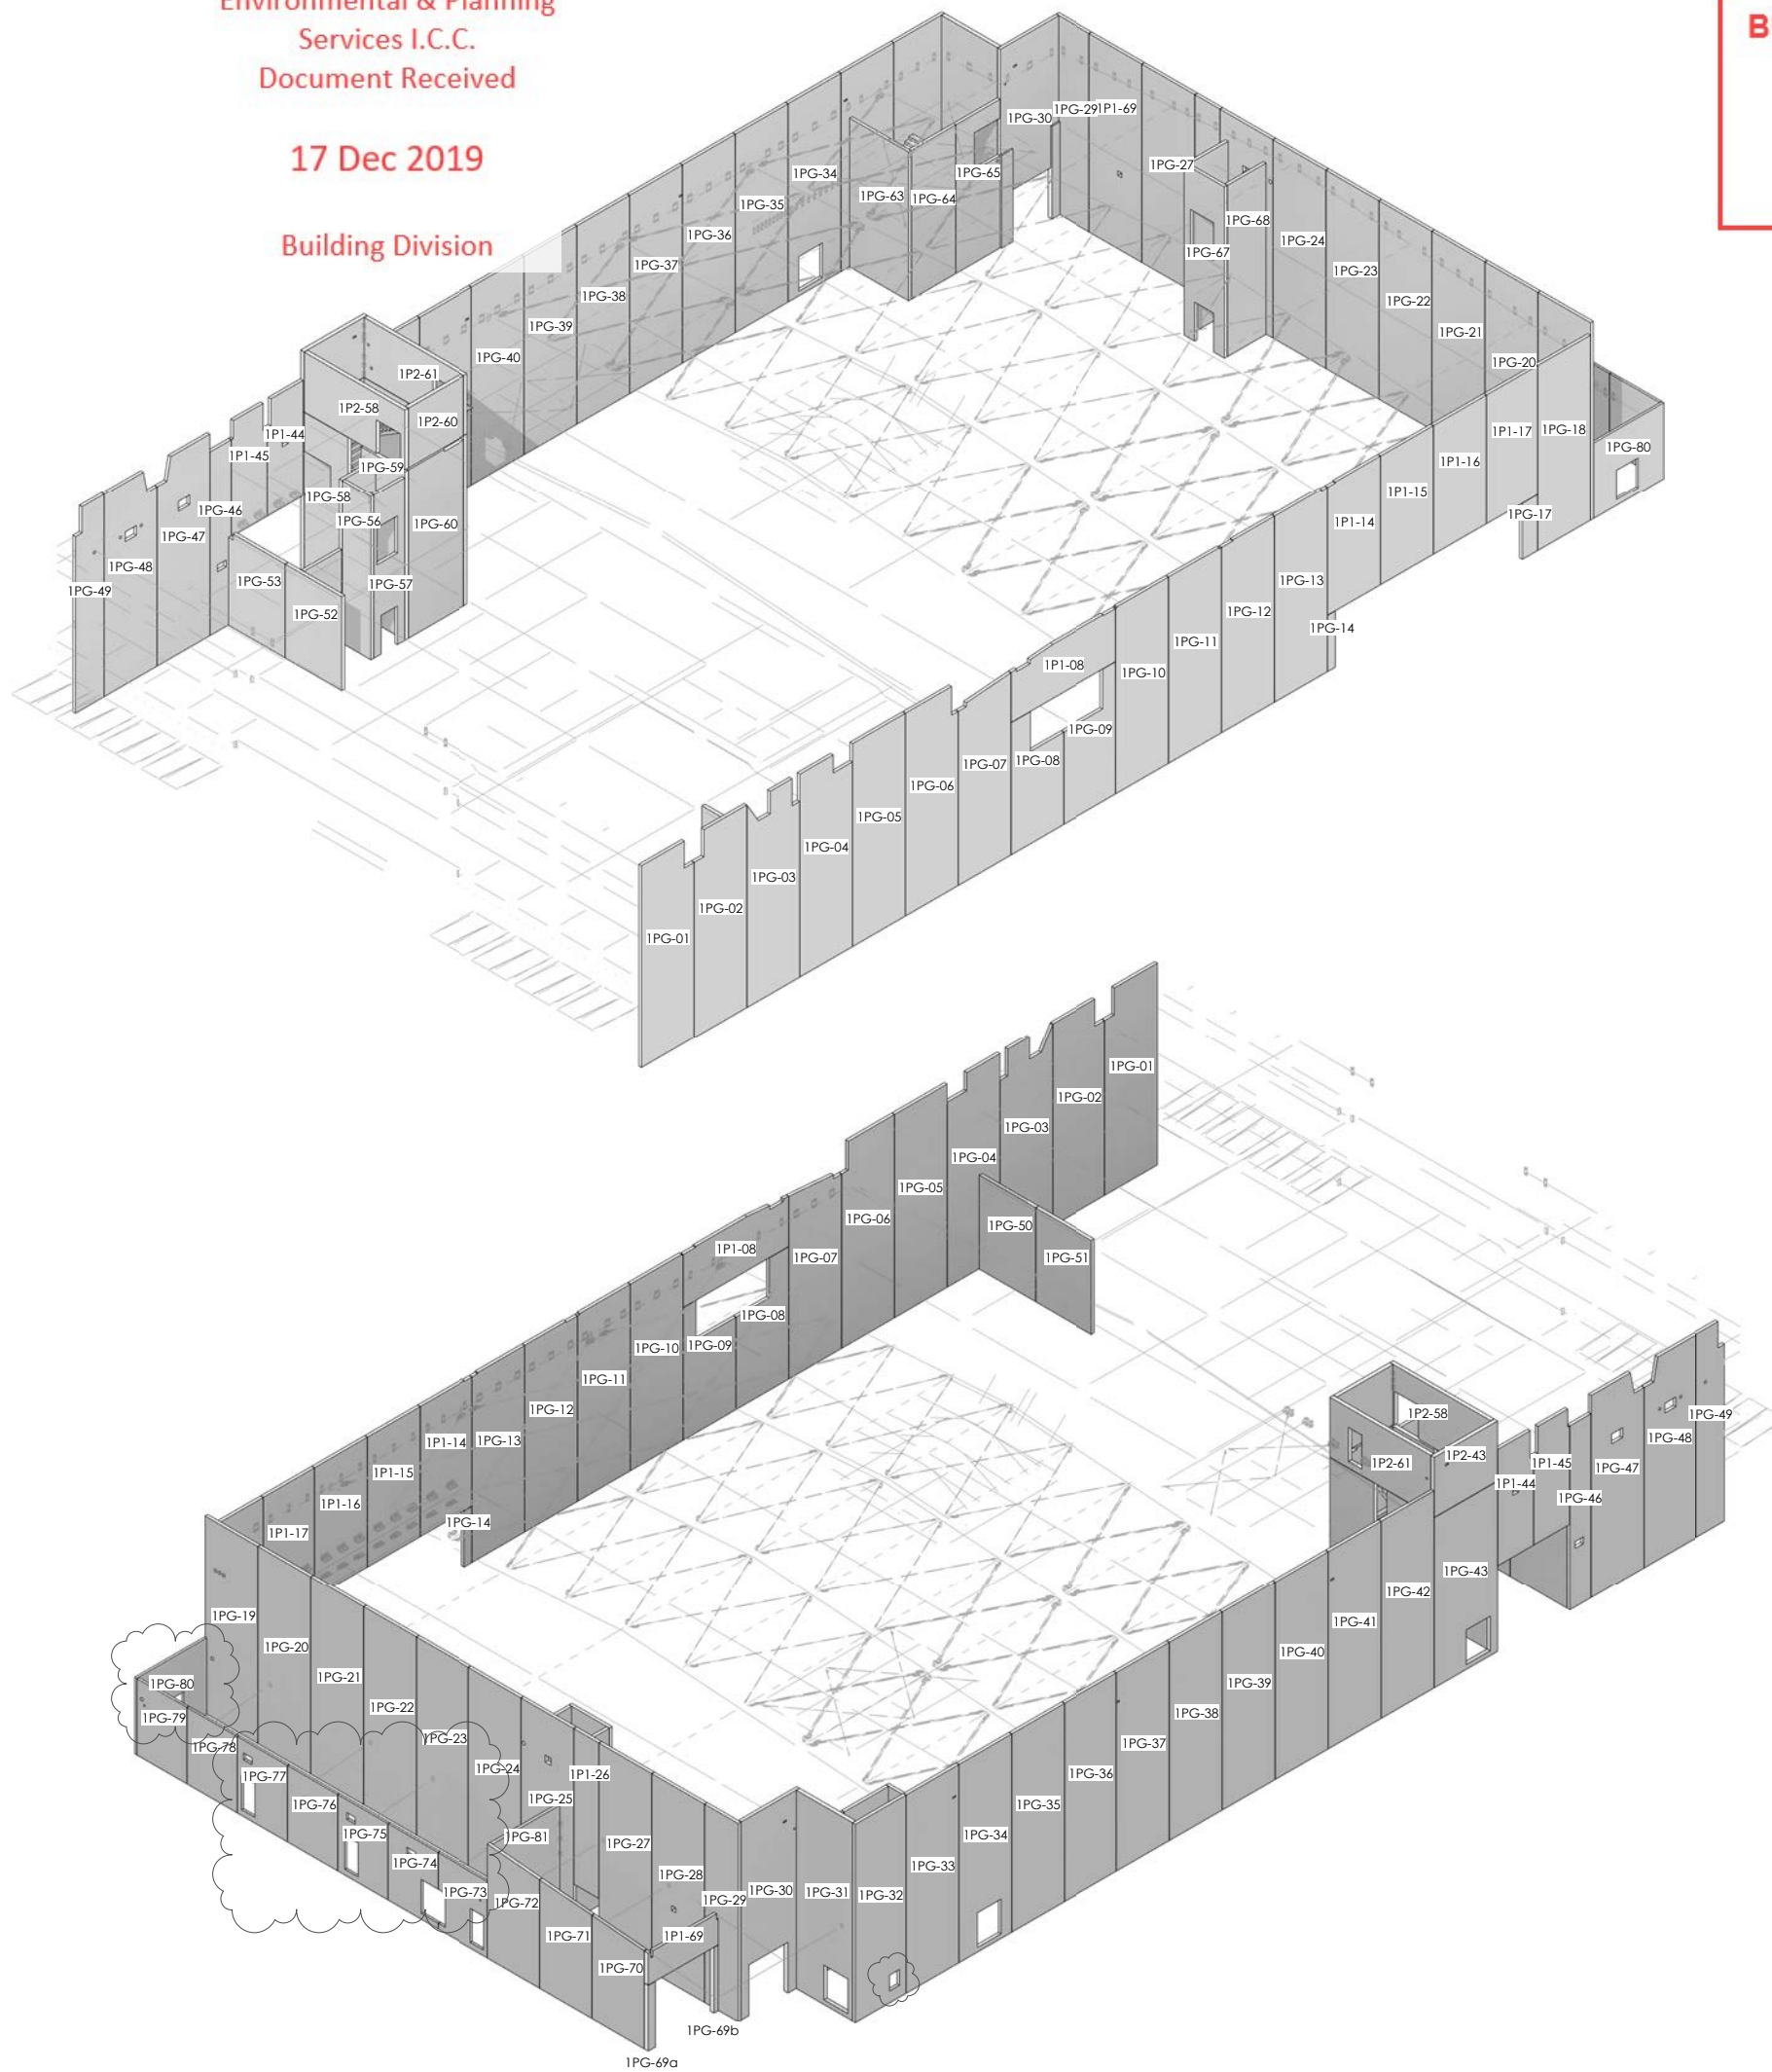 Environmental & Planning
Services I.C.C.
Document Received
17 Dec 2019
Building Division
B
1PG-29
1P1-69
1PG-30
1PG-27
1PG-34
1PG-65
1PG-63
1PG-64
1PG-35
1PG-68
1PG-36
1PG-24
1PG-67
1PG-37
1PG-23
1PG-38
1PG-22
1PG-39
1PG-21
1PG-40
1PG-20
1P2-61
1P2-58
1P2-60
1P1-44
1P1-17
1PG-18
1PG-80
1P1-45
1P1-16
1PG-59
1P1-15
1PG-58
1PG-46
1PG-17
1PG-56
1PG-60
1P1-14
1PG-47
1PG-48
1PG-53
1PG-57
1PG-13
1PG-49
1PG-52
1PG-12
1PG-14
1PG-11
1P1-08
1PG-10
1PG-09
1PG-08
1PG-07
1PG-06
1PG-05
1PG-04
1PG-03
1PG-02
1PG-01
1PG-01
1PG-02
1PG-03
1PG-04
1PG-05
1PG-06
1PG-50
1PG-51
1P1-08
1PG-07
1PG-08
1PG-09
1PG-10
1PG-11
1PG-12
1PG-13
1P1-14
1P1-15
1P1-16
1PG-14
1P1-17
1P2-58
1PG-49
1P2-43
1P2-61
1P1-45
1PG-48
1P1-44
1PG-47
1PG-46
1PG-43
1PG-42
1PG-41
1PG-40
1PG-39
1PG-38
1PG-37
1PG-36
1PG-35
1PG-34
1PG-33
1PG-32
1PG-31
1PG-30
1PG-29
1PG-28
1PG-27
1P1-26
1PG-25
1PG-24
1PG-23
1PG-22
1PG-21
1PG-20
1PG-19
1PG-80
1PG-79
1PG-78
1PG-77
1PG-76
1PG-75
1PG-74
1PG-73
1PG-81
1PG-72
1PG-71
1P1-69
1PG-70
1PG-69b
1PG-69a